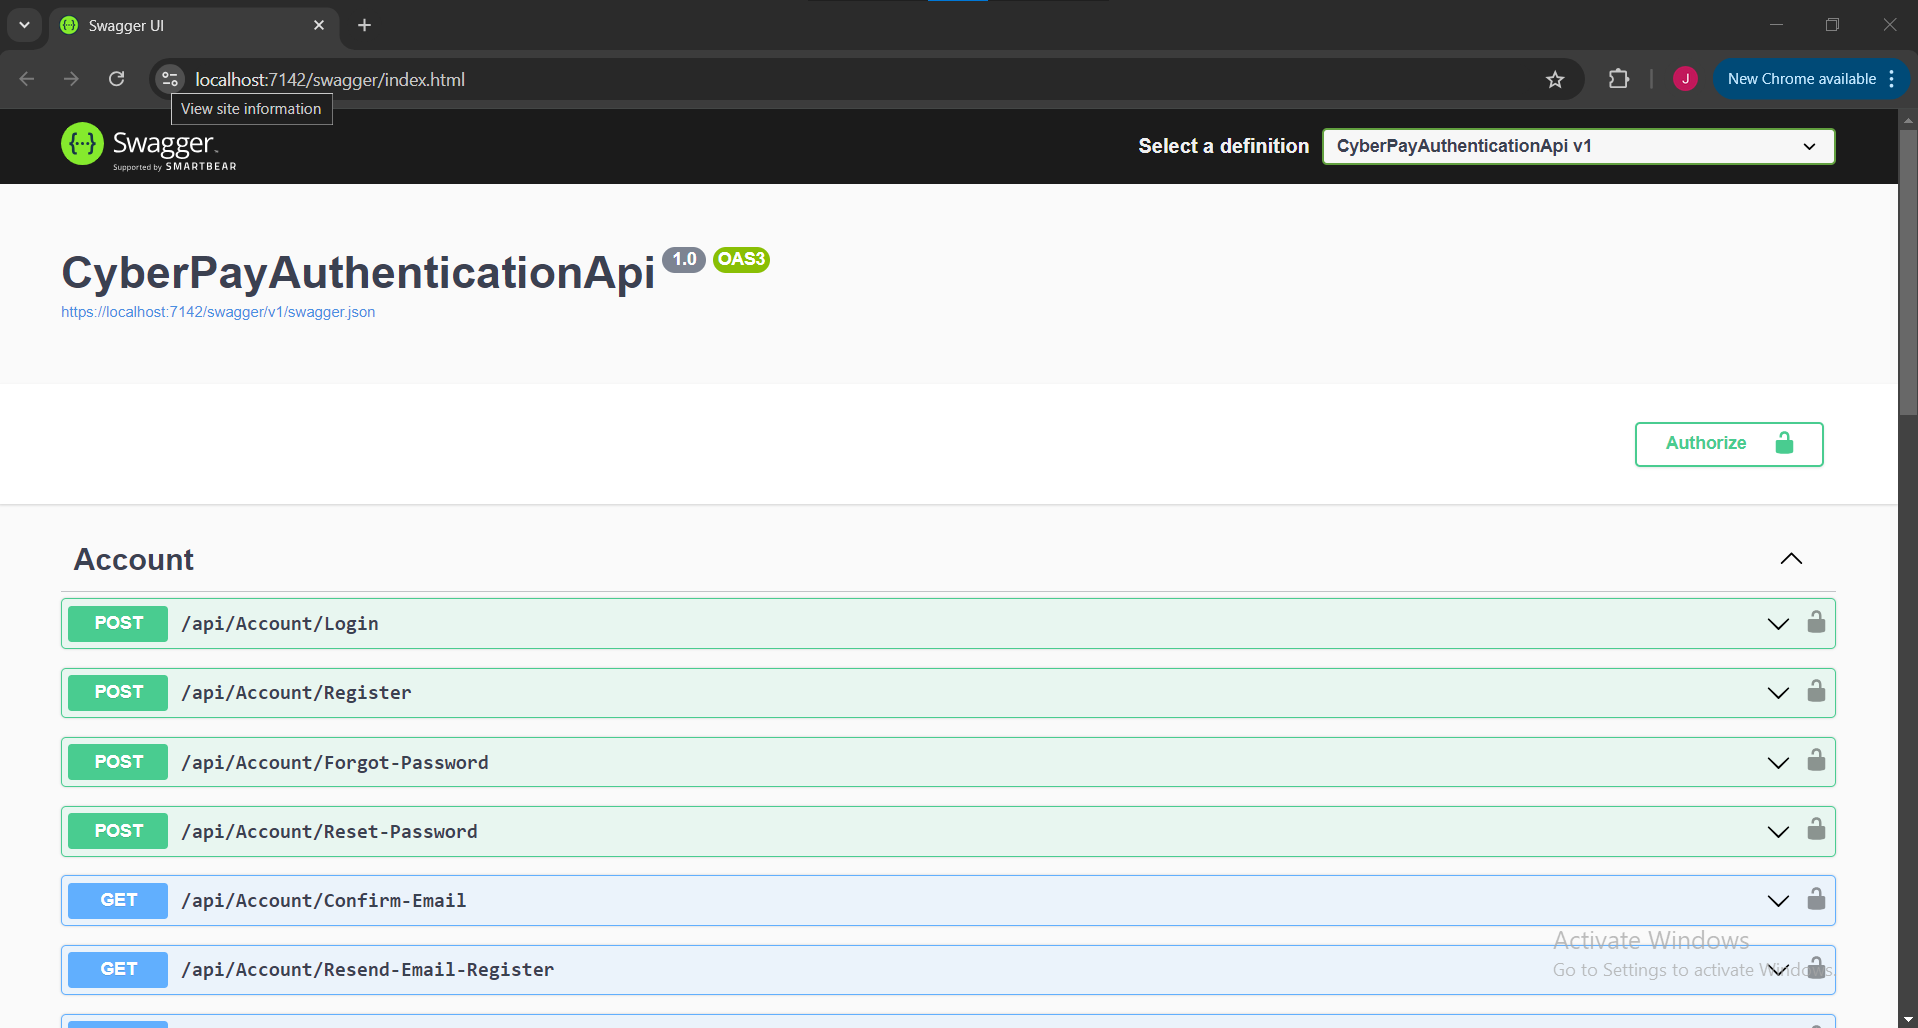 Swagger UI
localhost:7142/swagger/index.html
J
New Chrome available
View site information
{···} Swagger
Supported by SMARTBEAR
Select a definition
CyberPayAuthenticationApi v1
CyberPayAuthenticationApi 1.0 OAS3
https://localhost:7142/swagger/v1/swagger.json
Authorize
Account
POST /api/Account/Login
POST /api/Account/Register
POST /api/Account/Forgot-Password
POST /api/Account/Reset-Password
GET /api/Account/Confirm-Email
Activate Windows
GET /api/Account/Resend-Email-Register
Go to Settings to activate Windows.